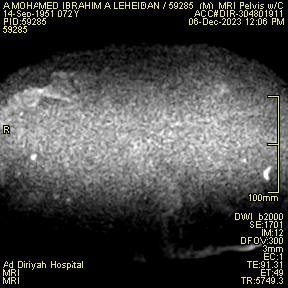 A MOHAMED IBRAHIM A LEHEIDAN / 59285 (M) MRI Pelvis w/C
14-Sep-1951 072Y ACC#DIR-304801911
PID:59285 06-Dec-2023 12:06 PM
59285
R
100mm
DWI_b2000
SE:1701
IM:12
DFOV:300
3mm
EC:1
Ad Diriyah Hospital TE:91.31
MRI ET:49
MRI TR:5749.3